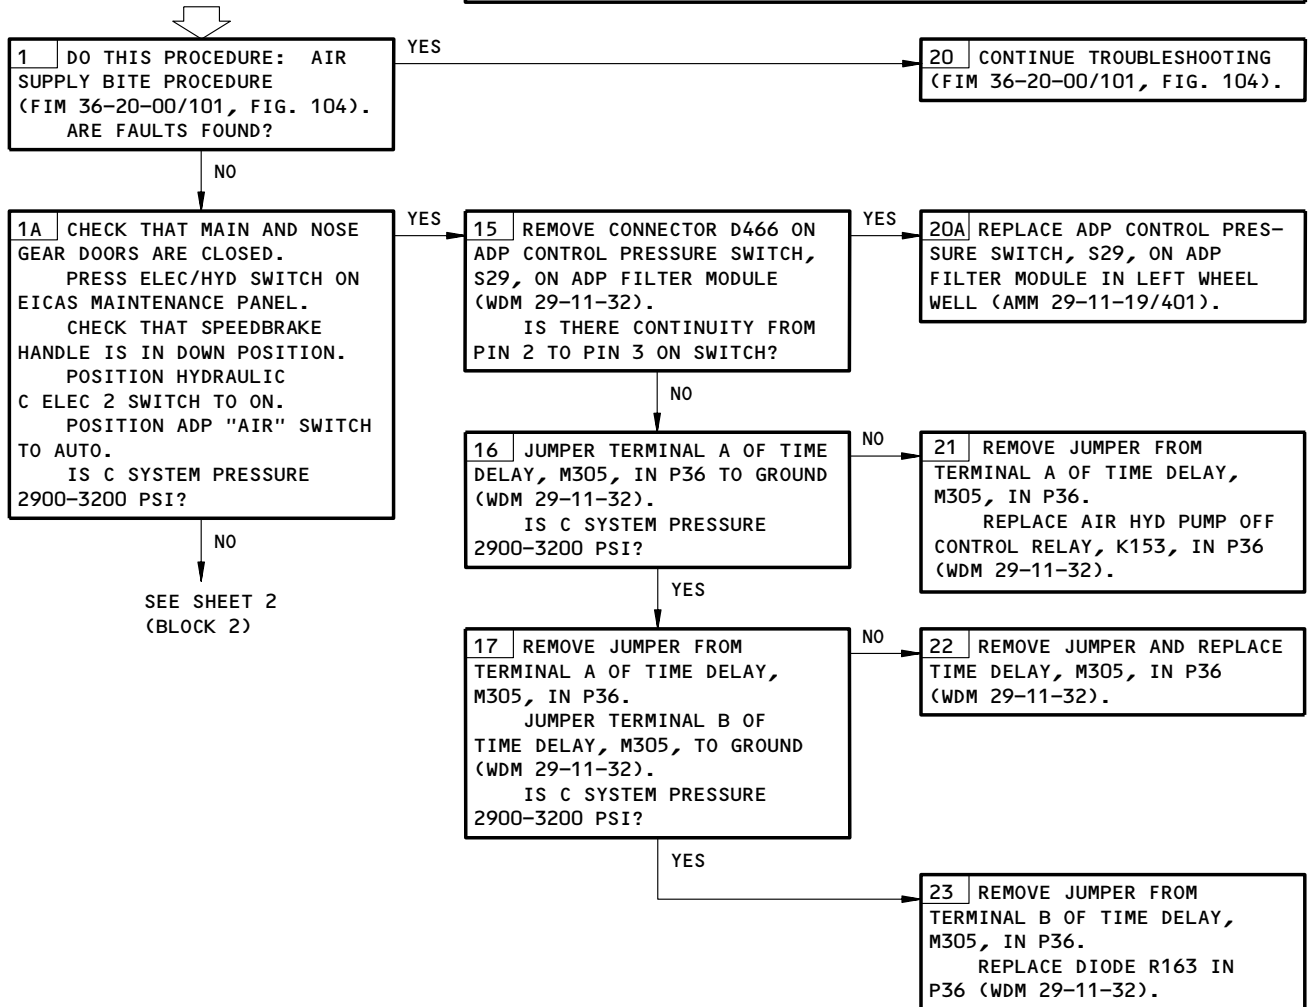 1 DO THIS PROCEDURE: AIR
SUPPLY BITE PROCEDURE
(FIM 36-20-00/101, FIG. 104).
ARE FAULTS FOUND?
YES
20 CONTINUE TROUBLESHOOTING
(FIM 36-20-00/101, FIG. 104).
NO
1A CHECK THAT MAIN AND NOSE
GEAR DOORS ARE CLOSED.
PRESS ELEC/HYD SWITCH ON
EICAS MAINTENANCE PANEL.
CHECK THAT SPEEDBRAKE
HANDLE IS IN DOWN POSITION.
POSITION HYDRAULIC
C ELEC 2 SWITCH TO ON.
POSITION ADP "AIR" SWITCH
TO AUTO.
IS C SYSTEM PRESSURE
2900-3200 PSI?
YES
NO
SEE SHEET 2
(BLOCK 2)
15 REMOVE CONNECTOR D466 ON
ADP CONTROL PRESSURE SWITCH,
S29, ON ADP FILTER MODULE
(WDM 29-11-32).
IS THERE CONTINUITY FROM
PIN 2 TO PIN 3 ON SWITCH?
YES
20A REPLACE ADP CONTROL PRES-
SURE SWITCH, S29, ON ADP
FILTER MODULE IN LEFT WHEEL
WELL (AMM 29-11-19/401).
NO
16 JUMPER TERMINAL A OF TIME
DELAY, M305, IN P36 TO GROUND
(WDM 29-11-32).
IS C SYSTEM PRESSURE
2900-3200 PSI?
NO
21 REMOVE JUMPER FROM
TERMINAL A OF TIME DELAY,
M305, IN P36.
REPLACE AIR HYD PUMP OFF
CONTROL RELAY, K153, IN P36
(WDM 29-11-32).
YES
17 REMOVE JUMPER FROM
TERMINAL A OF TIME DELAY,
M305, IN P36.
JUMPER TERMINAL B OF
TIME DELAY, M305, TO GROUND
(WDM 29-11-32).
IS C SYSTEM PRESSURE
2900-3200 PSI?
NO
22 REMOVE JUMPER AND REPLACE
TIME DELAY, M305, IN P36
(WDM 29-11-32).
YES
23 REMOVE JUMPER FROM
TERMINAL B OF TIME DELAY,
M305, IN P36.
REPLACE DIODE R163 IN
P36 (WDM 29-11-32).